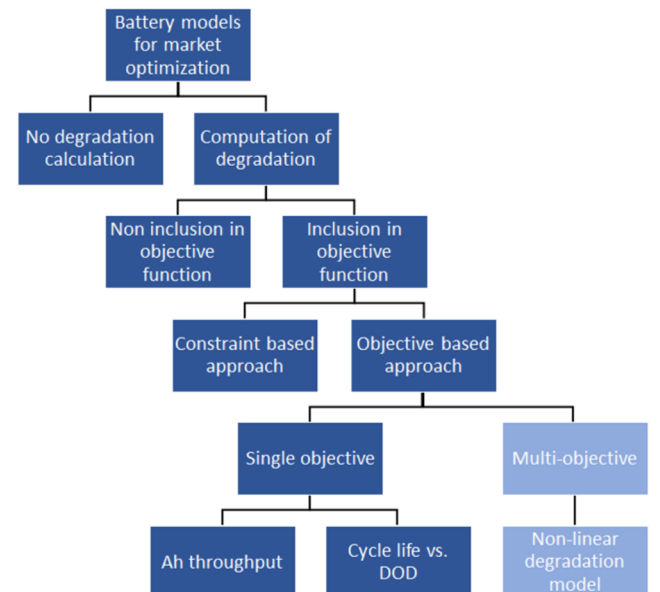 Battery models
for market
optimization
No degradation
calculation
Computation of
degradation
Non inclusion in
objective
function
Inclusion in
objective
function
Constraint based
approach
Objective based
approach
Single objective
Multi-objective
Ah throughput
Cycle life vs.
DOD
Non-linear
degradation
model